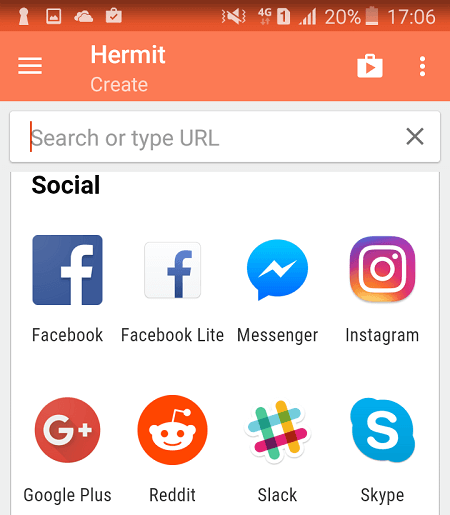 4G 1 20% 17:06
Hermit
Create
Search or type URL
Social
Facebook Facebook Lite Messenger Instagram
G+
S
Google Plus Reddit Slack Skype